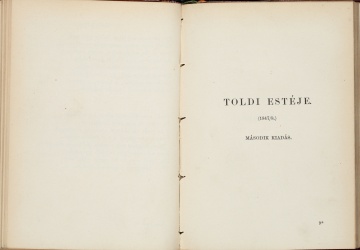 TOLDI ESTÉJE.
(1847/8.)
MÁSODIK KIADÁS.